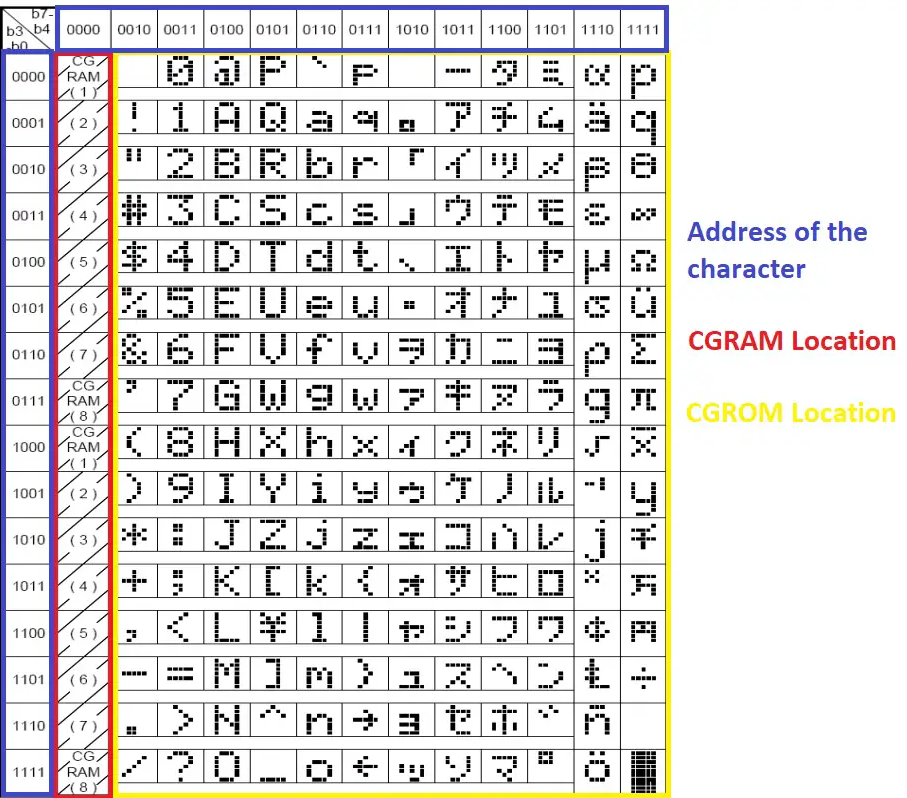 b7-
b4
b3
-b0
0000 0010 0011 0100 0101 0110 0111 1010 1011 1100 1101 1110 1111
0000 CG RAM (1) 0 @ P ` p ー タ ミ α p
0001 (2) ! 1 A Q a q 。 ア チ ム ä q
0010 (3) " 2 B R b r 「 イ ツ メ β θ
0011 (4) # 3 C S c s 」 ウ テ モ ε ∞
0100 (5) $ 4 D T d t 、 エ ト ヤ μ Ω
0101 (6) % 5 E U e u ・ オ ナ ユ σ ü
0110 (7) & 6 F V f v ヲ カ ニ ヨ ρ Σ
0111 CG RAM (8) ' 7 G W g w ァ キ ヌ ラ g π
1000 CG RAM (1) ( 8 H X h x ィ ク ネ リ √ x̄
1001 (2) ) 9 I Y i y ゥ ケ ノ ル ⁻¹ y
1010 (3) * : J Z j z ェ コ ハ レ j 千
1011 (4) + ; K [ k { ォ サ ヒ ロ ˣ 万
1100 (5) , < L ¥ l | ャ シ フ ワ ¢ 円
1101 (6) - = M ] m } ュ ス ヘ ン £ ÷
1110 (7) . > N ^ n → ョ セ ホ ゛ ñ
1111 CG RAM (8) / ? O _ o ← ッ ソ マ ゜ ö █
Address of the
character
CGRAM Location
CGROM Location